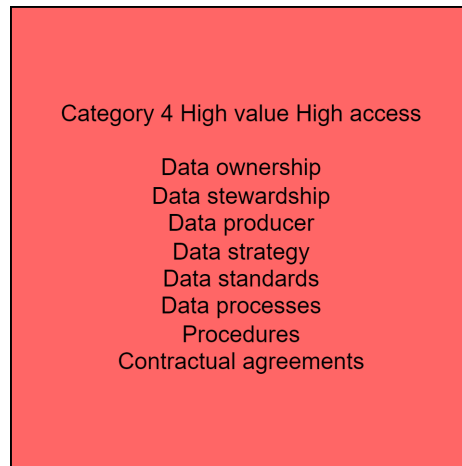 Category 4 High value High access
Data ownership
Data stewardship
Data producer
Data strategy
Data standards
Data processes
Procedures
Contractual agreements